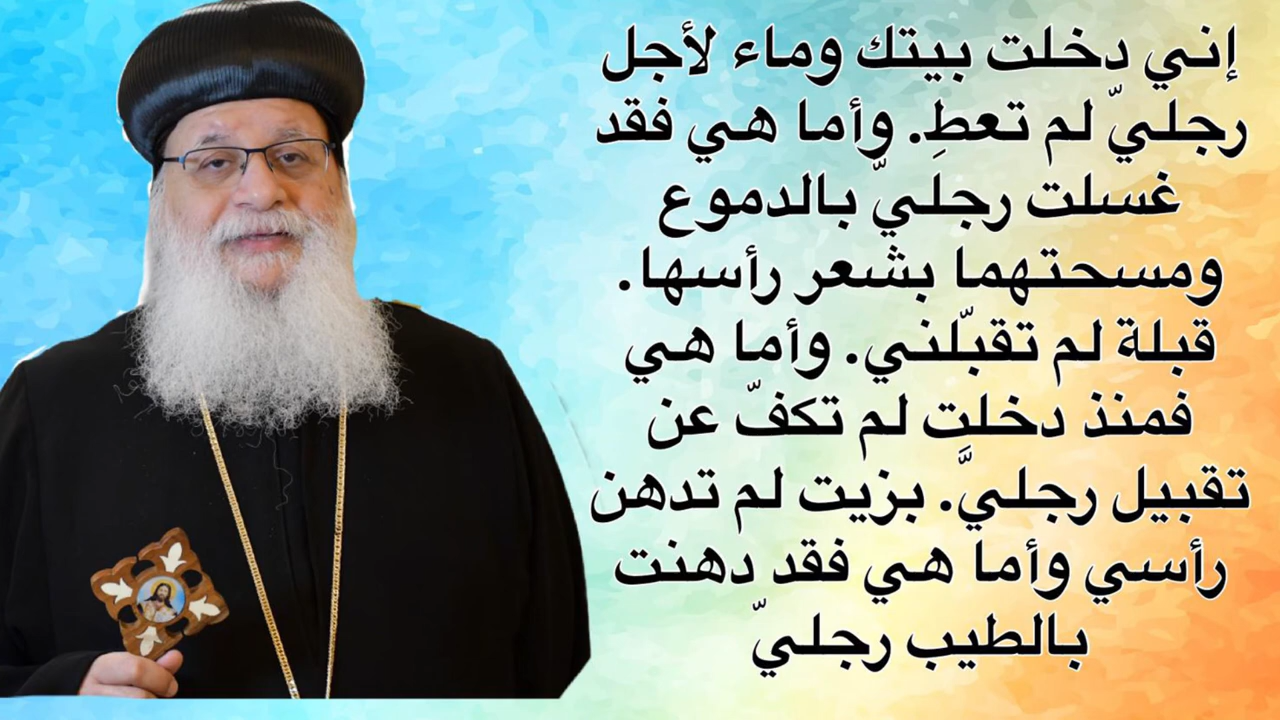 إنني دخلت بيتك وماء لأجل
رجليّ لم تعطِ. وأما هي فقد
غسلت رجليّ بالدموع
ومسحتهما بشعر رأسها.
قبلة لم تقبّلني. وأما هي
فمنذ دخلتِ لم تكفّ عن
تقبيل رجليَّ. بزيت لم تدهن
رأسي وأما هي فقد دهنت
بالطيب رجليّ